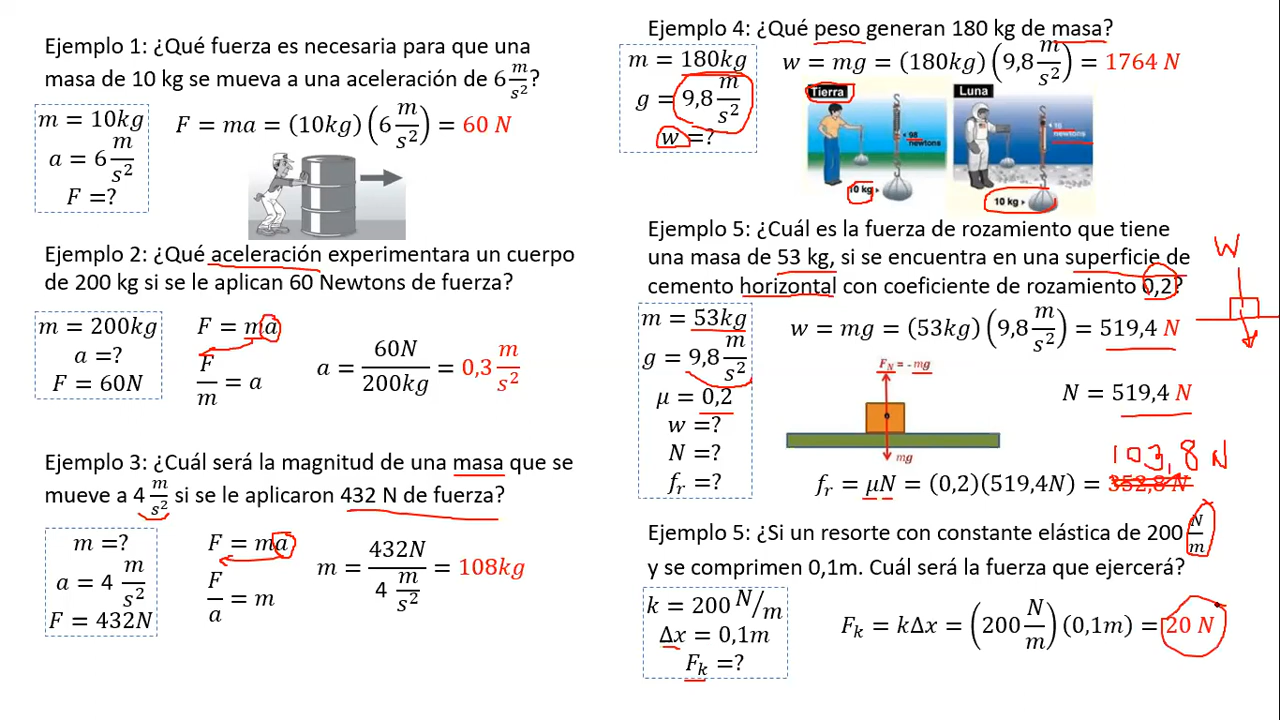 Ejemplo 1: ¿Qué fuerza es necesaria para que una
masa de 10 kg se mueva a una aceleración de 6 m/s²?
m = 10kg
a = 6 m/s²
F =?
F = ma = (10kg) (6 m/s²) = 60 N
Ejemplo 2: ¿Qué aceleración experimentara un cuerpo
de 200 kg si se le aplican 60 Newtons de fuerza?
m = 200kg
a =?
F = 60N
F = ma
F/m = a
a = 60N/200kg = 0,3 m/s²
Ejemplo 3: ¿Cuál será la magnitud de una masa que se
mueve a 4 m/s² si se le aplicaron 432 N de fuerza?
m =?
a = 4 m/s²
F = 432N
F = ma
F/a = m
m = 432N / 4 m/s² = 108kg
Ejemplo 4: ¿Qué peso generan 180 kg de masa?
m = 180kg
g = 9,8 m/s²
w =?
w = mg = (180kg) (9,8 m/s²) = 1764 N
Tierra
98
newtons
10 kg
Luna
16
newtons
10 kg
Ejemplo 5: ¿Cuál es la fuerza de rozamiento que tiene
una masa de 53 kg, si se encuentra en una superficie de
cemento horizontal con coeficiente de rozamiento 0,2?
W
m = 53kg
g = 9,8 m/s²
μ = 0,2
w =?
N =?
fr =?
w = mg = (53kg) (9,8 m/s²) = 519,4 N
FN = -mg
mg
N = 519,4 N
103,8 N
fr = μN = (0,2)(519,4N) = 352,8 N
Ejemplo 5: ¿Si un resorte con constante elástica de 200 N/m
y se comprimen 0,1m. Cuál será la fuerza que ejercerá?
k = 200 N/m
Δx = 0,1m
Fk =?
Fk = kΔx = (200 N/m) (0,1m) = 20 N